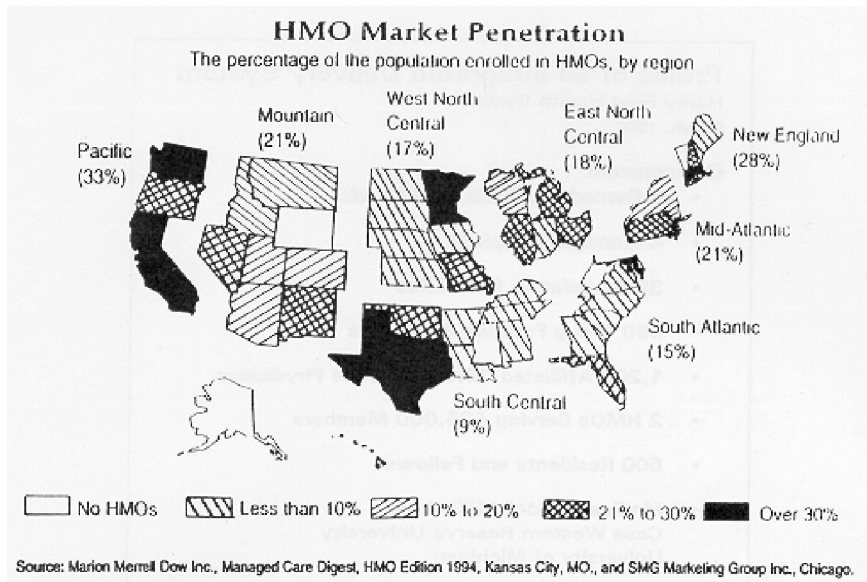 HMO Market Penetration
The percentage of the population enrolled in HMOs, by region
Pacific
(33%)
Mountain
(21%)
West North
Central
(17%)
East North
Central
(18%)
New England
(28%)
Mid-Atlantic
(21%)
South Atlantic
(15%)
South Central
(9%)
No HMOs
Less than 10%
10% to 20%
21% to 30%
Over 30%
Source: Marion Merrell Dow Inc., Managed Care Digest, HMO Edition 1994, Kansas City, MO., and SMG Marketing Group Inc., Chicago.